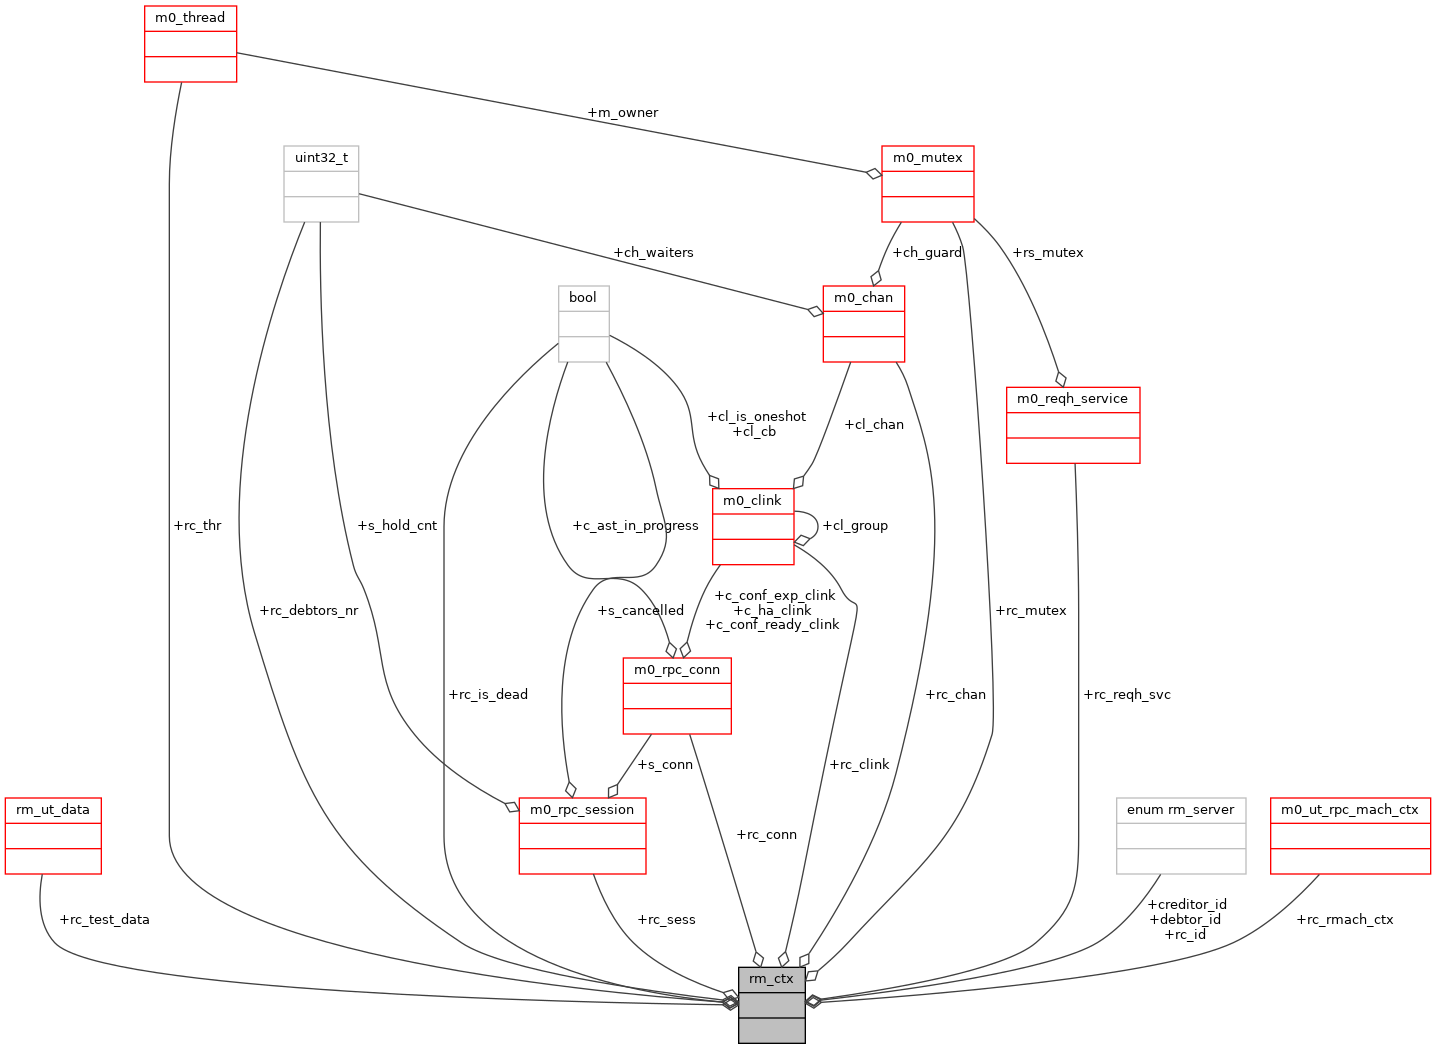 m0_thread
+m_owner
uint32_t
m0_mutex
+ch_waiters
+ch_guard
+rs_mutex
bool
m0_chan
m0_reqh_service
+cl_is_oneshot
+cl_cb
+cl_chan
m0_clink
+rc_thr
+s_hold_cnt
+c_ast_in_progress
+cl_group
+rc_debtors_nr
+s_cancelled
+c_conf_exp_clink
+c_ha_clink
+c_conf_ready_clink
+rc_mutex
m0_rpc_conn
+rc_is_dead
+rc_chan
+rc_reqh_svc
+s_conn
+rc_clink
rm_ut_data
m0_rpc_session
enum rm_server
m0_ut_rpc_mach_ctx
+rc_conn
+rc_test_data
+rc_sess
+creditor_id
+debtor_id
+rc_id
+rc_rmach_ctx
rm_ctx